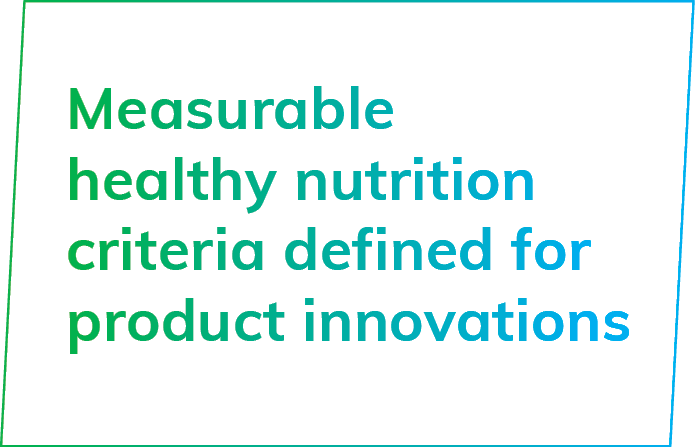 Measurable
healthy nutrition
criteria defined for
product innovations